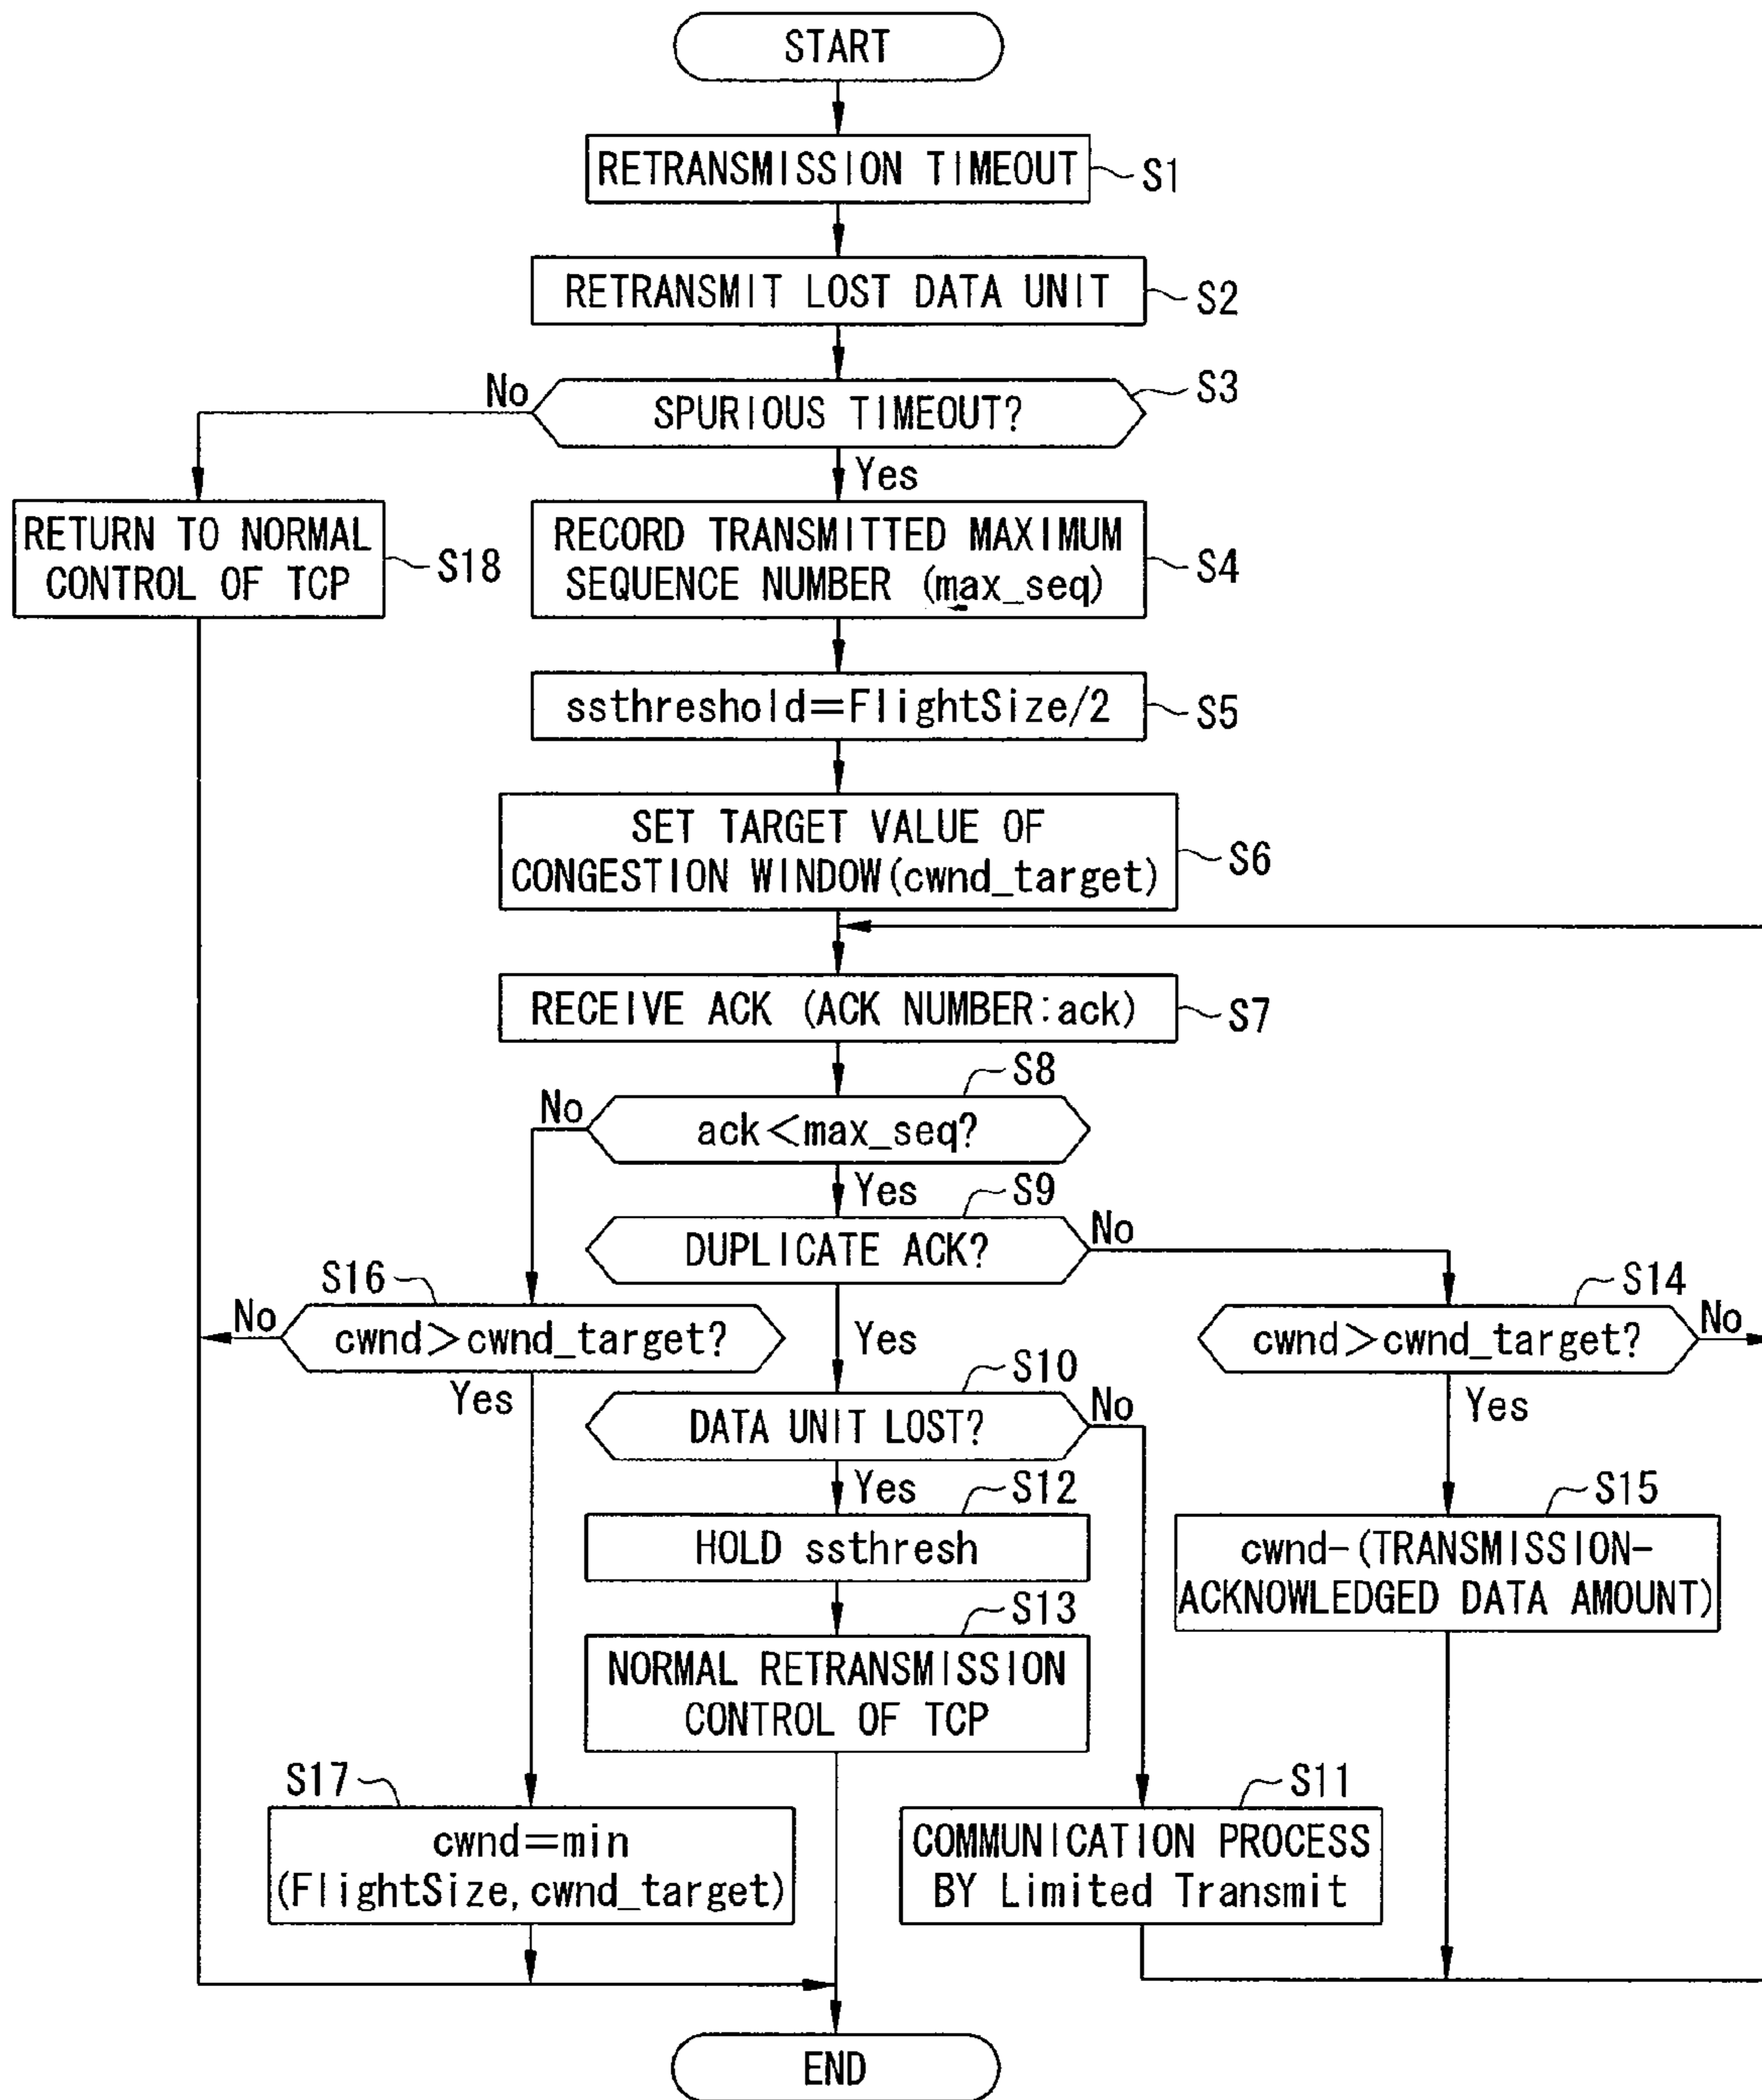 START
RETRANSMISSION TIMEOUT
S1
RETRANSMIT LOST DATA UNIT
S2
No
SPURIOUS TIMEOUT?
S3
Yes
RETURN TO NORMAL
CONTROL OF TCP
S18
RECORD TRANSMITTED MAXIMUM
SEQUENCE NUMBER (max_seq)
S4
ssthreshold=FlightSize/2
S5
SET TARGET VALUE OF
CONGESTION WINDOW(cwnd_target)
S6
RECEIVE ACK (ACK NUMBER:ack)
S7
S8
No
ack<max_seq?
Yes
S9
DUPLICATE ACK?
No
S16
No
cwnd>cwnd_target?
Yes
Yes
S14
cwnd>cwnd_target?
No
Yes
S10
DATA UNIT LOST?
No
Yes
S12
HOLD ssthresh
S15
cwnd-(TRANSMISSION-
ACKNOWLEDGED DATA AMOUNT)
S13
NORMAL RETRANSMISSION
CONTROL OF TCP
S17
cwnd=min
(FlightSize,cwnd_target)
S11
COMMUNICATION PROCESS
BY Limited Transmit
END